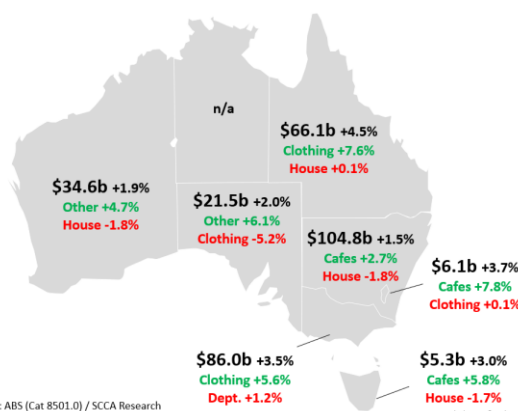 n/a
$66.1b +4.5%
Clothing +7.6%
House +0.1%
$34.6b +1.9%
Other +4.7%
House -1.8%
$21.5b +2.0%
Other +6.1%
Clothing -5.2%
$104.8b +1.5%
Cafes +2.7%
House -1.8%
$6.1b +3.7%
Cafes +7.8%
Clothing +0.1%
$86.0b +3.5%
Clothing +5.6%
Dept. +1.2%
$5.3b +3.0%
Cafes +5.8%
House -1.7%
: ABS (Cat 8501.0) / SCCA Research